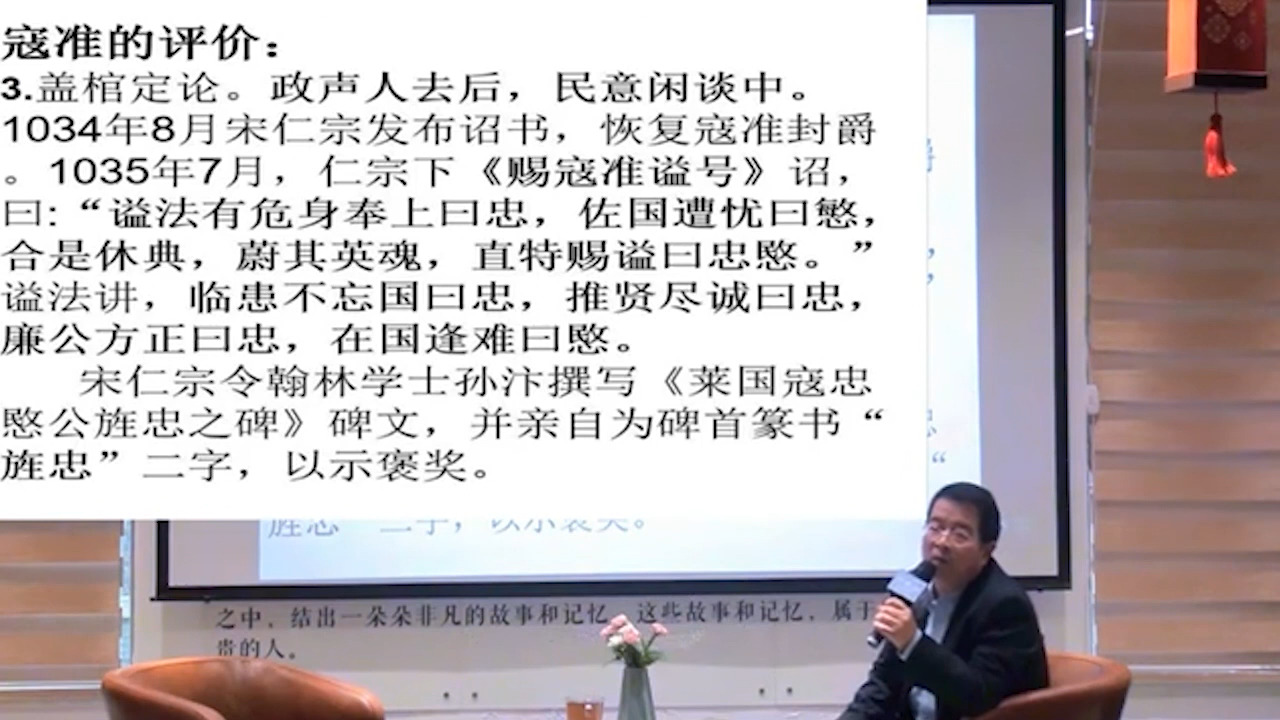 寇准的评价：
3.盖棺定论。政声人去后，民意闲谈中。
1034年8月宋仁宗发布诏书，恢复寇准封爵
。1035年7月，仁宗下《赐寇准谥号》诏，
曰:“谥法有危身奉上曰忠，佐国遭忧曰慜，
合是休典，蔚其英魂，直特赐谥曰忠愍。”
谥法讲，临患不忘国曰忠，推贤尽诚曰忠，
廉公方正曰忠，在国逢难曰愍。
宋仁宗令翰林学士孙汴撰写《莱国寇忠
愍公旌忠之碑》碑文，并亲自为碑首篆书“
旌忠”二字，以示褒奖。
旌忠”二字，以示褒奖。
之中，结出一朵朵非凡的故事和记忆，这些故事和记忆，属于
贵的人。